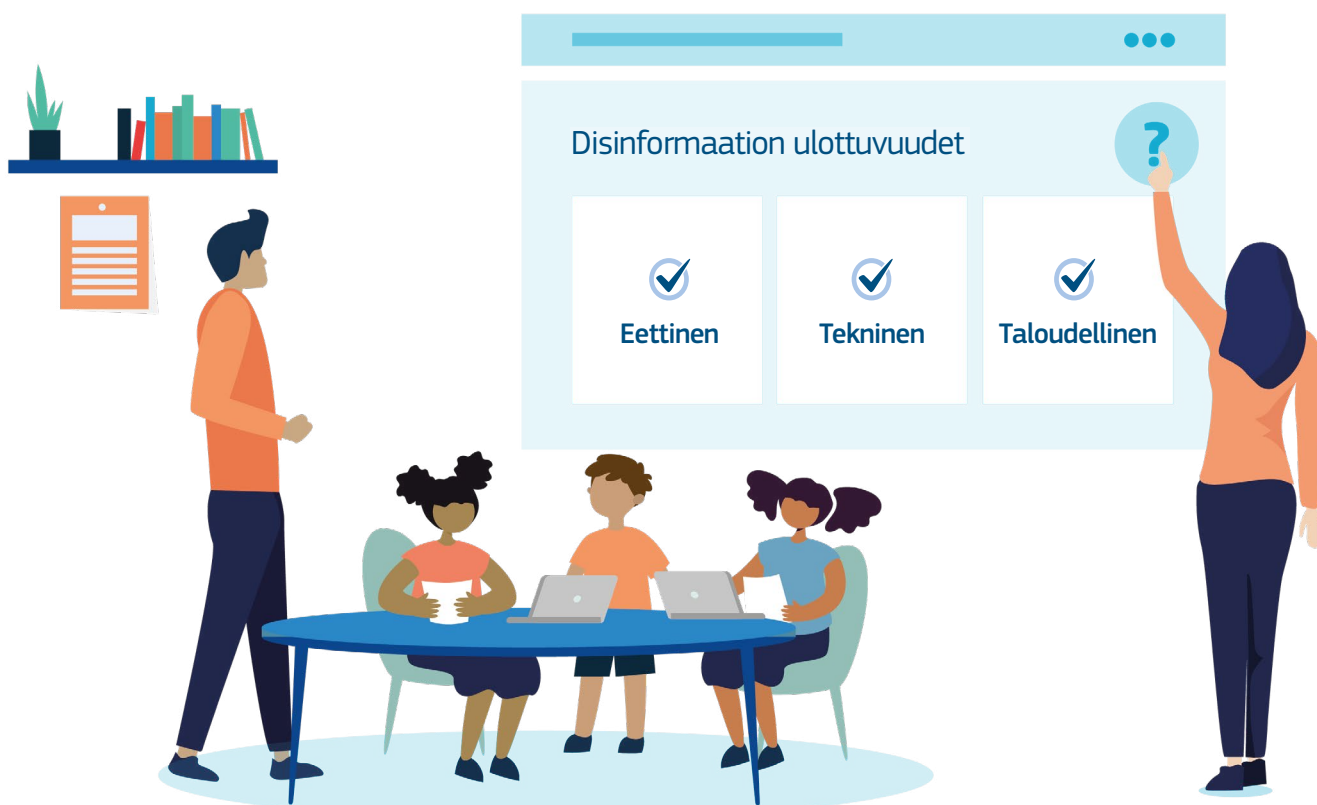 Disinformaation ulottuvuudet
?
Eettinen
Tekninen
Taloudellinen